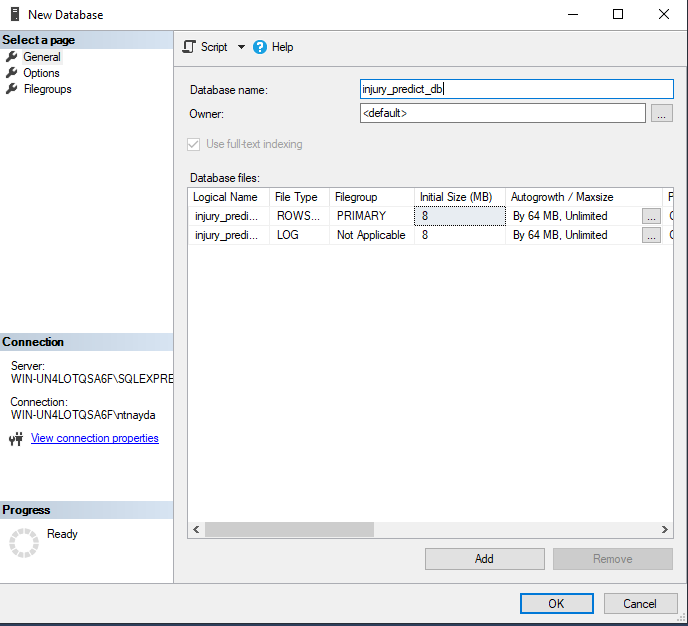 New Database
Select a page
General
Options
Filegroups
Script
Help
Database name:
injury_predict_db
Owner:
<default>
...
Use full-text indexing
Database files:
Logical Name File Type Filegroup Initial Size (MB) Autogrowth / Maxsize
injury_predi... ROWS... PRIMARY 8 By 64 MB, Unlimited ...
injury_predi... LOG Not Applicable 8 By 64 MB, Unlimited ...
Connection
Server:
WIN-UN4LOTQSA6F\SQLEXPRE
Connection:
WIN-UN4LOTQSA6F\ntnayda
View connection properties
Progress
Ready
Add
Remove
OK
Cancel